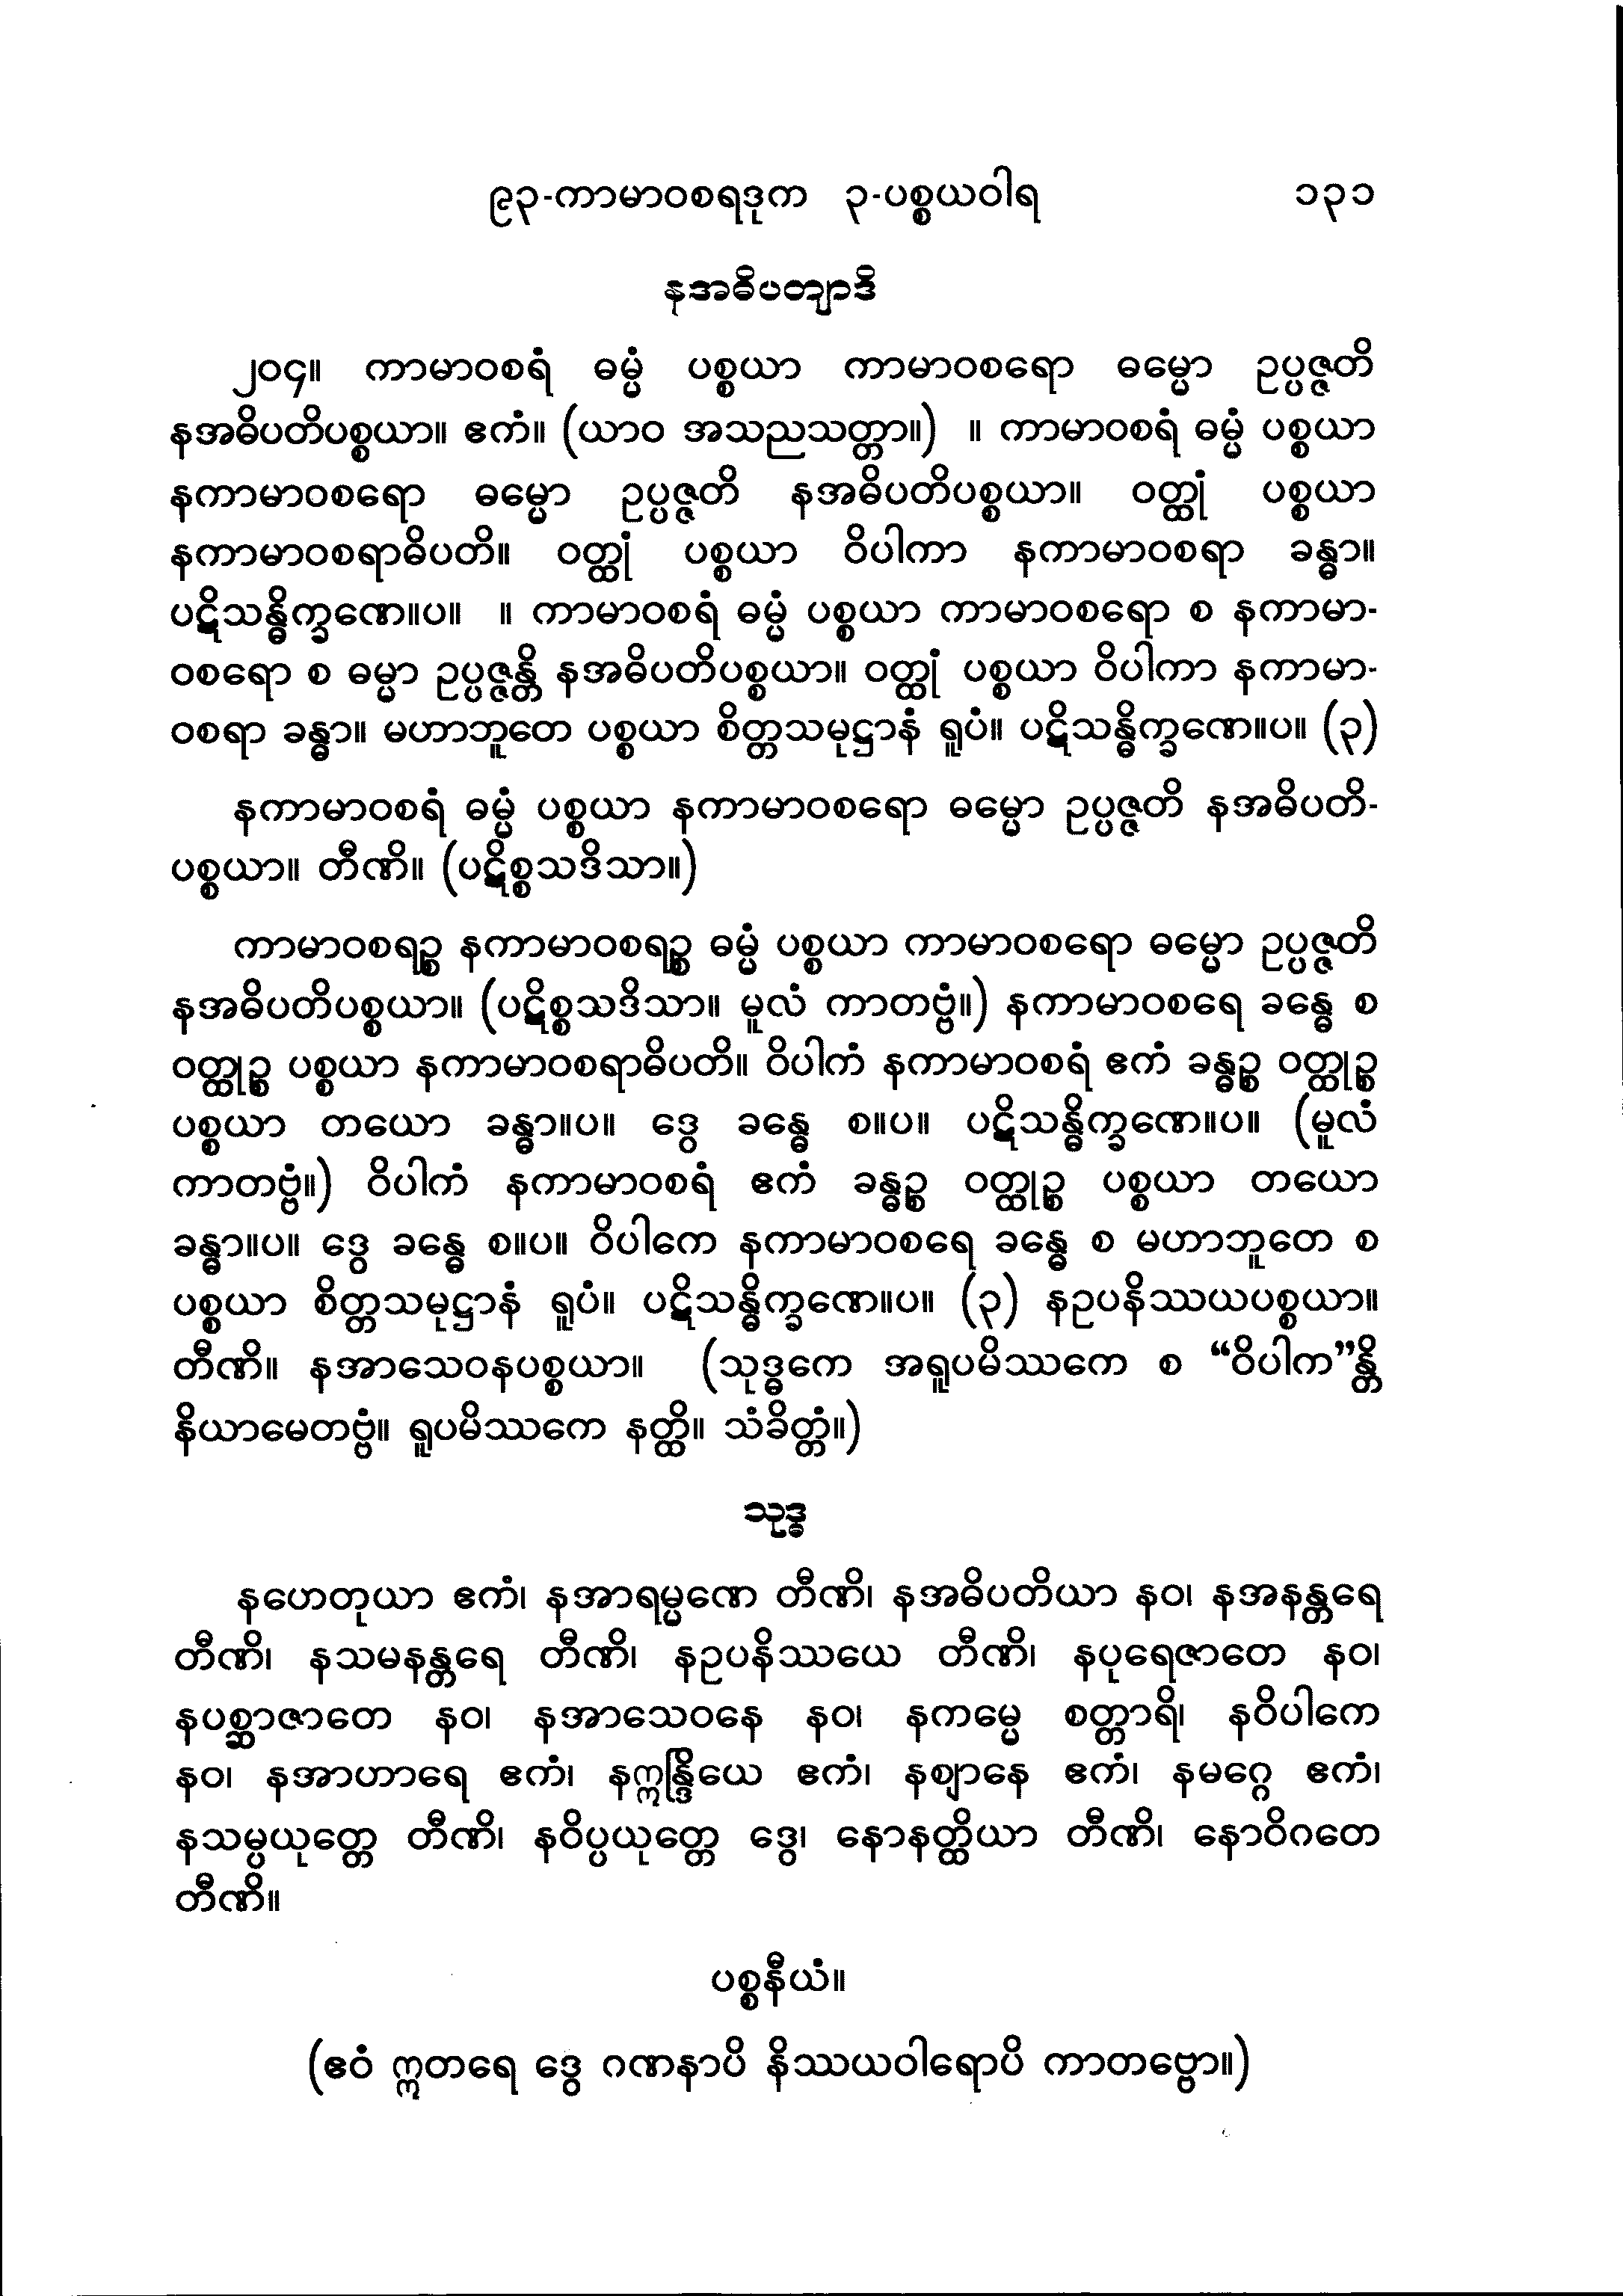 ၉၃-ကာမာဝစရဒုက ၃-ပစ္စယဝါရ ၁၃၁
နအဓိပတျာဒိ
၂၀၄။ ကာမာဝစရံ ဓမ္မံ ပစ္စယာ ကာမာဝစရော ဓမ္မော ဥပ္ပဇ္ဇတိ
နအဓိပတိပစ္စယာ။ ဧကံ။ (ယာဝ အသညသတ္တာ။) ။ ကာမာဝစရံ ဓမ္မံ ပစ္စယာ
နကာမာဝစရော ဓမ္မော ဥပ္ပဇ္ဇတိ နအဓိပတိပစ္စယာ။ ဝတ္ထုံ ပစ္စယာ
နကာမာဝစရာဓိပတိ။ ဝတ္ထုံ ပစ္စယာ ဝိပါကာ နကာမာဝစရာ ခန္ဓာ။
ပဋိသန္ဓိက္ခဏေ။ပ။ ။ ကာမာဝစရံ ဓမ္မံ ပစ္စယာ ကာမာဝစရော စ နကာမာ-
ဝစရော စ ဓမ္မာ ဥပ္ပဇ္ဇန္တိ နအဓိပတိပစ္စယာ။ ဝတ္ထုံ ပစ္စယာ ဝိပါကာ နကာမာ-
ဝစရာ ခန္ဓာ။ မဟာဘူတေ ပစ္စယာ စိတ္တသမုဋ္ဌာနံ ရူပံ။ ပဋိသန္ဓိက္ခဏေ။ပ။ (၃)
နကာမာဝစရံ ဓမ္မံ ပစ္စယာ နကာမာဝစရော ဓမ္မော ဥပ္ပဇ္ဇတိ နအဓိပတိ-
ပစ္စယာ။ တီဏိ။ (ပဋိစ္စသဒိသာ။)
ကာမာဝစရဉ္စ နကာမာဝစရဉ္စ ဓမ္မံ ပစ္စယာ ကာမာဝစရော ဓမ္မော ဥပ္ပဇ္ဇတိ
နအဓိပတိပစ္စယာ။ (ပဋိစ္စသဒိသာ။ မူလံ ကာတဗ္ဗံ။) နကာမာဝစရေ ခန္ဓေ စ
ဝတ္ထုဉ္စ ပစ္စယာ နကာမာဝစရာဓိပတိ။ ဝိပါကံ နကာမာဝစရံ ဧကံ ခန္ဓဉ္စ ဝတ္ထုဉ္စ
ပစ္စယာ တယော ခန္ဓာ။ပ။ ဒွေ ခန္ဓေ စ။ပ။ ပဋိသန္ဓိက္ခဏေ။ပ။ (မူလံ
ကာတဗ္ဗံ။) ဝိပါကံ နကာမာဝစရံ ဧကံ ခန္ဓဉ္စ ဝတ္ထုဉ္စ ပစ္စယာ တယော
ခန္ဓာ။ပ။ ဒွေ ခန္ဓေ စ။ပ။ ဝိပါကေ နကာမာဝစရေ ခန္ဓေ စ မဟာဘူတေ စ
ပစ္စယာ စိတ္တသမုဋ္ဌာနံ ရူပံ။ ပဋိသန္ဓိက္ခဏေ။ပ။ (၃) နဥပနိဿယပစ္စယာ။
တီဏိ။ နအာသေဝနပစ္စယာ။ (သုဒ္ဓကေ အရူပမိဿကေ စ “ဝိပါက”န္တိ
နိယာမေတဗ္ဗံ။ ရူပမိဿကေ နတ္ထိ။ သံခိတ္တံ။)
သုဒ္ဓ
နဟေတုယာ ဧကံ၊ နအာရမ္မဏေ တီဏိ၊ နအဓိပတိယာ နဝ၊ နအနန္တရေ
တီဏိ၊ နသမနန္တရေ တီဏိ၊ နဥပနိဿယေ တီဏိ၊ နပုရေဇာတေ နဝ၊
နပစ္ဆာဇာတေ နဝ၊ နအာသေဝနေ နဝ၊ နကမ္မေ စတ္တာရိ၊ နဝိပါကေ
နဝ၊ နအာဟာရေ ဧကံ၊ နဣန္ဒြိယေ ဧကံ၊ နဈာနေ ဧကံ၊ နမဂ္ဂေ ဧကံ၊
နသမ္ပယုတ္တေ တီဏိ၊ နဝိပ္ပယုတ္တေ ဒွေ၊ နောနတ္ထိယာ တီဏိ၊ နောဝိဂတေ
တီဏိ။
ပစ္စနီယံ။
(ဧဝံ ဣတရေ ဒွေ ဂဏနာပိ နိဿယဝါရောပိ ကာတဗ္ဗော။)